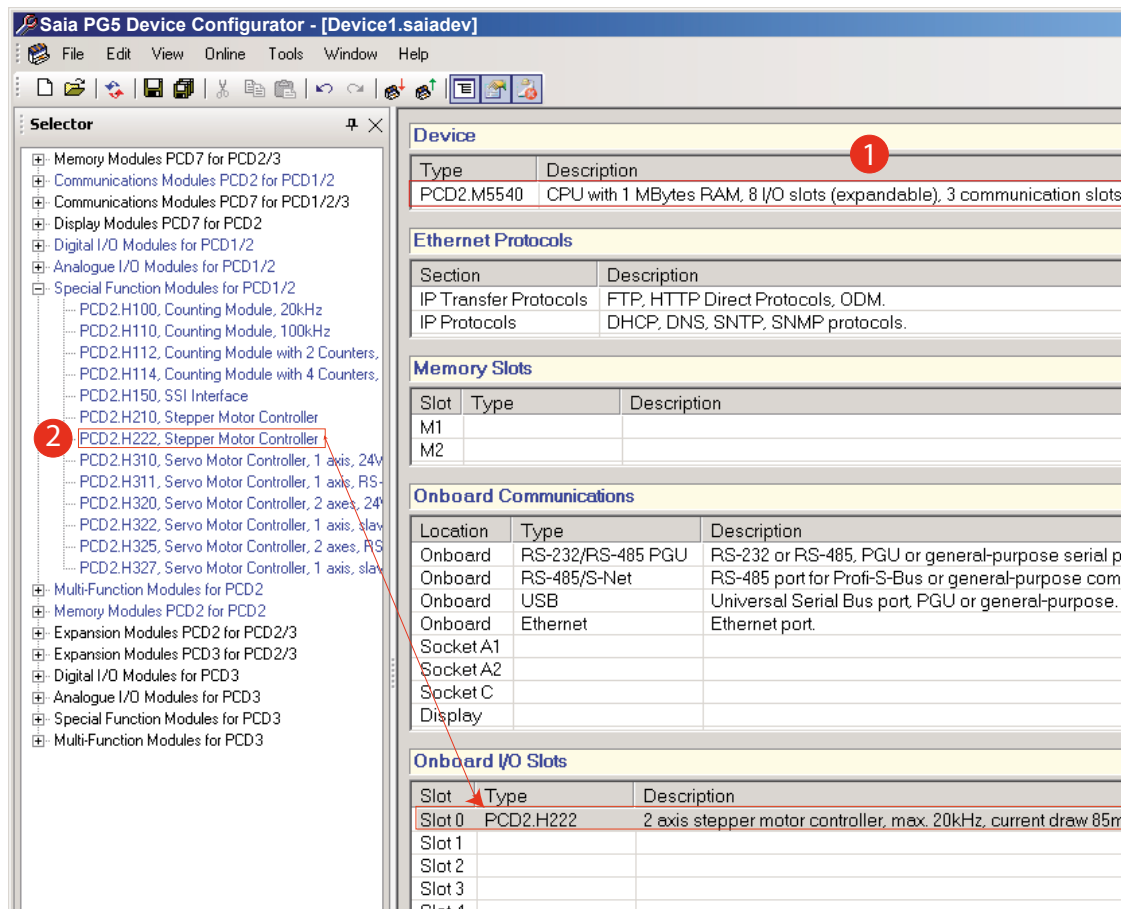 Saia PG5 Device Configurator - [Device1.saiadev]
File Edit View Online Tools Window Help
Selector
Memory Modules PCD7 for PCD2/3
Communications Modules PCD2 for PCD1/2
Communications Modules PCD7 for PCD1/2/3
Display Modules PCD7 for PCD2
Digital I/O Modules for PCD1/2
Analogue I/O Modules for PCD1/2
Special Function Modules for PCD1/2
PCD2.H100, Counting Module, 20kHz
PCD2.H110, Counting Module, 100kHz
PCD2.H112, Counting Module with 2 Counters,
PCD2.H114, Counting Module with 4 Counters,
PCD2.H150, SSI Interface
PCD2.H210, Stepper Motor Controller
2 PCD2.H222, Stepper Motor Controller
PCD2.H310, Servo Motor Controller, 1 axis, 24V
PCD2.H311, Servo Motor Controller, 1 axis, RS-
PCD2.H320, Servo Motor Controller, 2 axes, 24V
PCD2.H322, Servo Motor Controller, 1 axis, slav
PCD2.H325, Servo Motor Controller, 2 axes, RS
PCD2.H327, Servo Motor Controller, 1 axis, slav
Multi-Function Modules for PCD2
Memory Modules PCD2 for PCD2
Expansion Modules PCD2 for PCD2/3
Expansion Modules PCD3 for PCD2/3
Digital I/O Modules for PCD3
Analogue I/O Modules for PCD3
Special Function Modules for PCD3
Multi-Function Modules for PCD3
Device
1
Type Description
PCD2.M5540 CPU with 1 MBytes RAM, 8 I/O slots (expandable), 3 communication slots
Ethernet Protocols
Section Description
IP Transfer Protocols FTP, HTTP Direct Protocols, ODM.
IP Protocols DHCP, DNS, SNTP, SNMP protocols.
Memory Slots
Slot Type Description
M1
M2
Onboard Communications
Location Type Description
Onboard RS-232/RS-485 PGU RS-232 or RS-485, PGU or general-purpose serial p
Onboard RS-485/S-Net RS-485 port for Profi-S-Bus or general-purpose com
Onboard USB Universal Serial Bus port, PGU or general-purpose.
Onboard Ethernet Ethernet port.
Socket A1
Socket A2
Socket C
Display
Onboard I/O Slots
Slot Type Description
Slot 0 PCD2.H222 2 axis stepper motor controller, max. 20kHz, current draw 85m
Slot 1
Slot 2
Slot 3
Slot 4